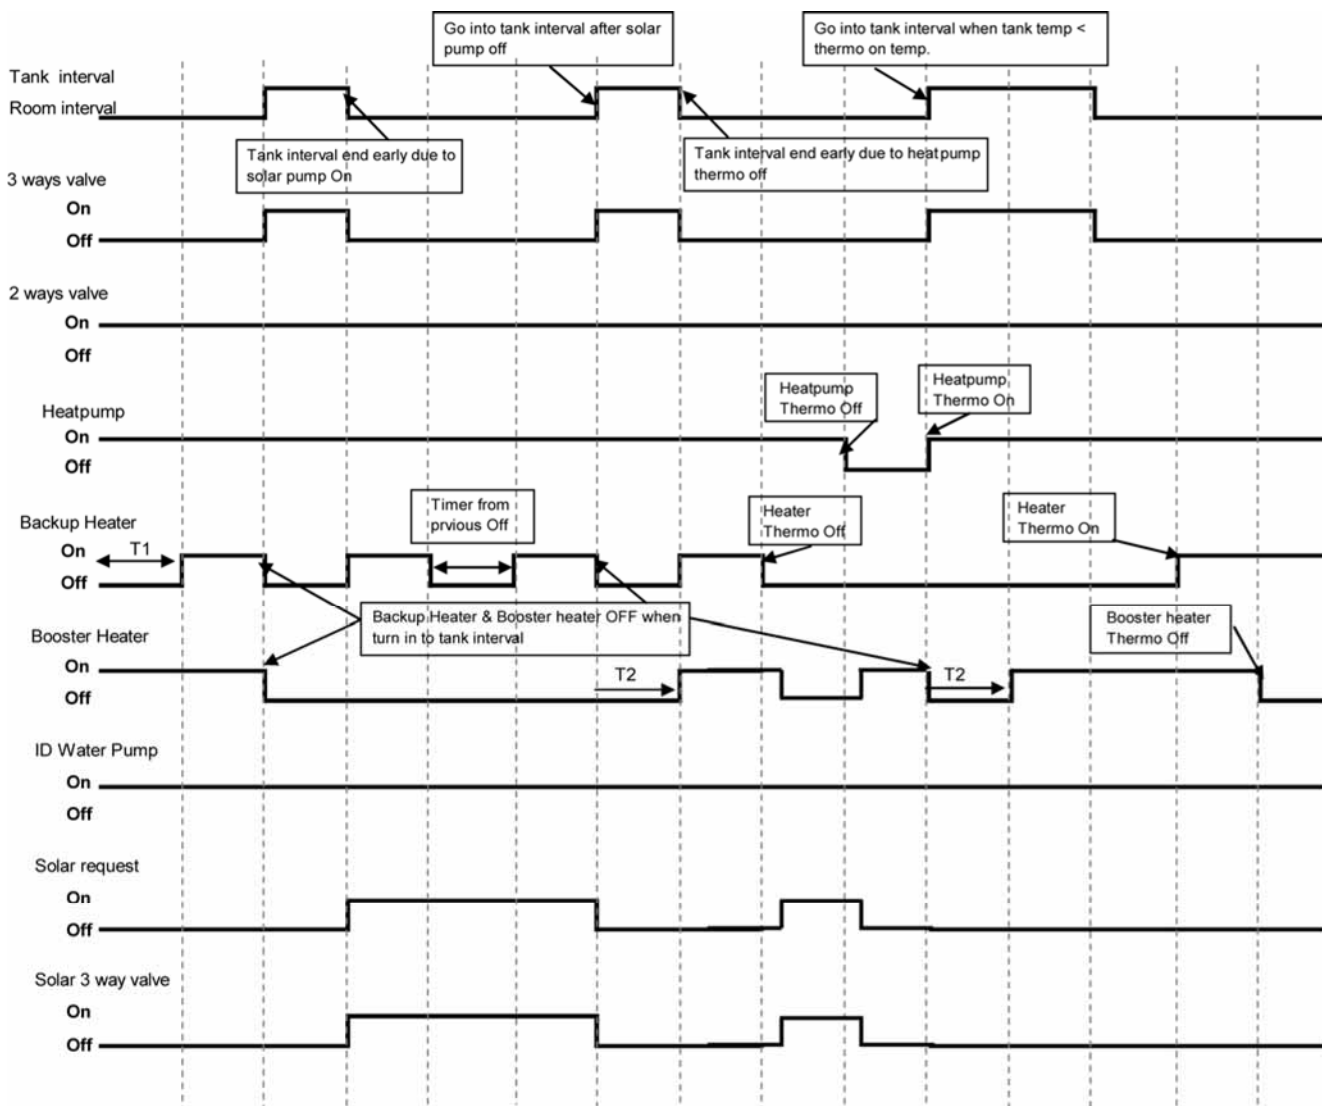 Go into tank interval after solar
pump off
Go into tank interval when tank temp <
thermo on temp.
Tank interval
Room interval
Tank interval end early due to
solar pump On
Tank interval end early due to heatpump
thermo off
3 ways valve
On
Off
2 ways valve
On
Off
Heatpump
Thermo Off
Heatpump
Thermo On
Heatpump
On
Off
Timer from
prvious Off
Heater
Thermo Off
Heater
Thermo On
Backup Heater
On
T1
Off
Backup Heater & Booster heater OFF when
turn in to tank interval
Booster heater
Thermo Off
Booster Heater
On
T2
T2
Off
ID Water Pump
On
Off
Solar request
On
Off
Solar 3 way valve
On
Off